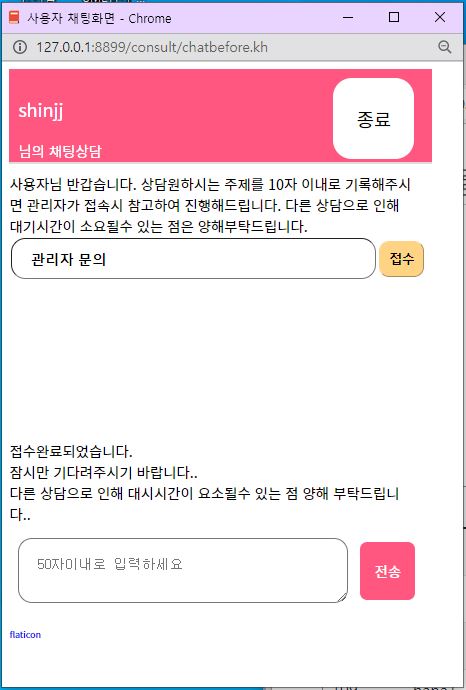 사용자 채팅화면 - Chrome
127.0.0.1:8899/consult/chatbefore.kh
shinjj
종료
님의 채팅상담
사용자님 반갑습니다. 상담원하시는 주제를 10자 이내로 기록해주시
면 관리자가 접속시 참고하여 진행해드립니다. 다른 상담으로 인해
대기시간이 소요될수 있는 점은 양해부탁드립니다.
관리자 문의
접수
접수완료되었습니다.
잠시만 기다려주시기 바랍니다..
다른 상담으로 인해 대시시간이 요소될수 있는 점 양해 부탁드립니
다..
50자이내로 입력하세요
전송
flaticon